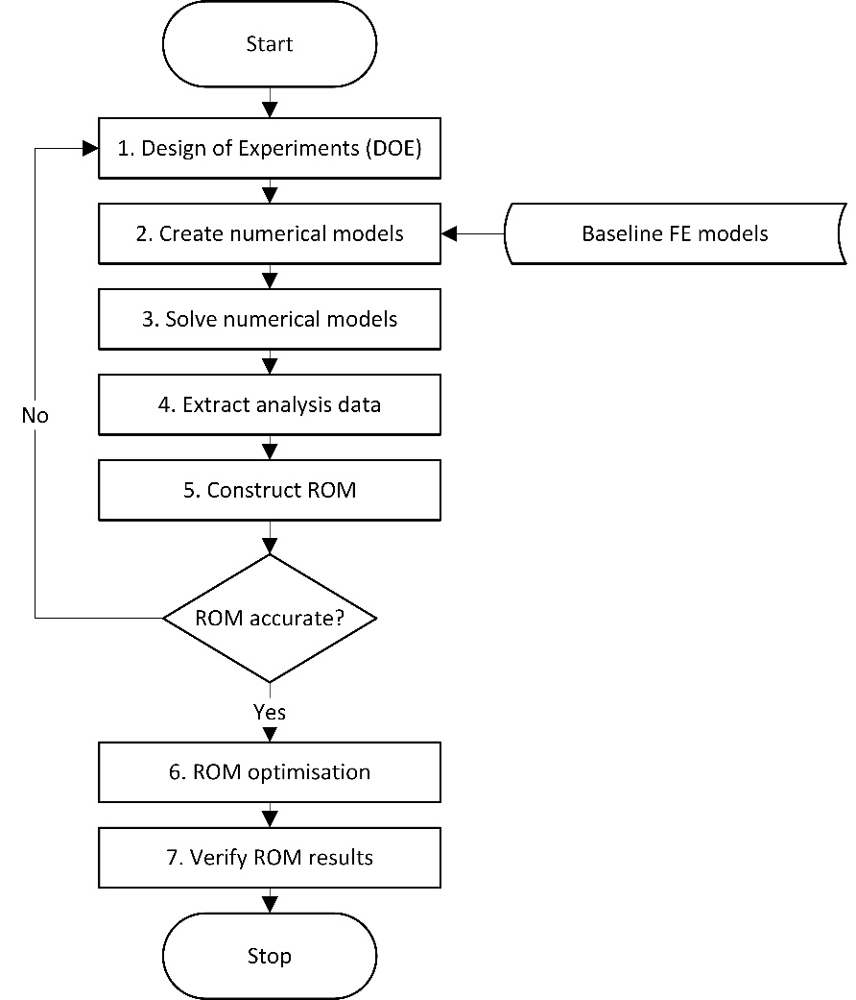 Start
1. Design of Experiments (DOE)
2. Create numerical models
Baseline FE models
3. Solve numerical models
4. Extract analysis data
No
5. Construct ROM
ROM accurate?
Yes
6. ROM optimisation
7. Verify ROM results
Stop